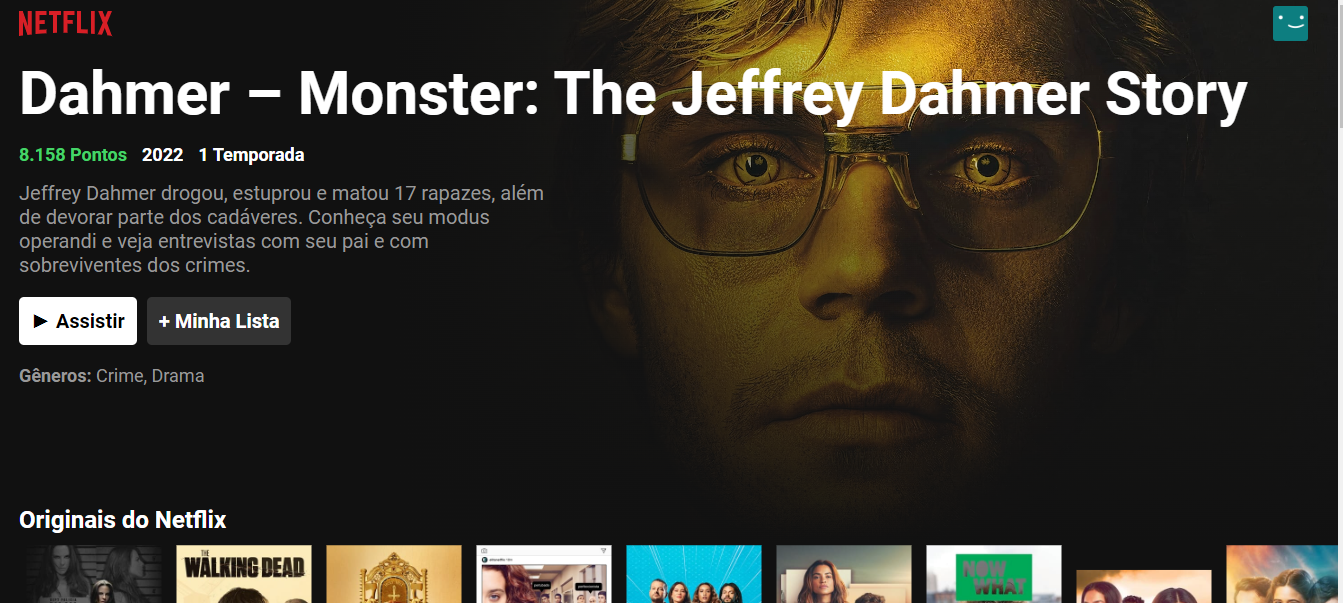 NETFLIX
Dahmer – Monster: The Jeffrey Dahmer Story
8.158 Pontos 2022 1 Temporada
Jeffrey Dahmer drogou, estuprou e matou 17 rapazes, além
de devorar parte dos cadáveres. Conheça seu modus
operandi e veja entrevistas com seu pai e com
sobreviventes dos crimes.
► Assistir + Minha Lista
Gêneros: Crime, Drama
Originais do Netflix
THE
WALKING DEAD
NOW
WHAT